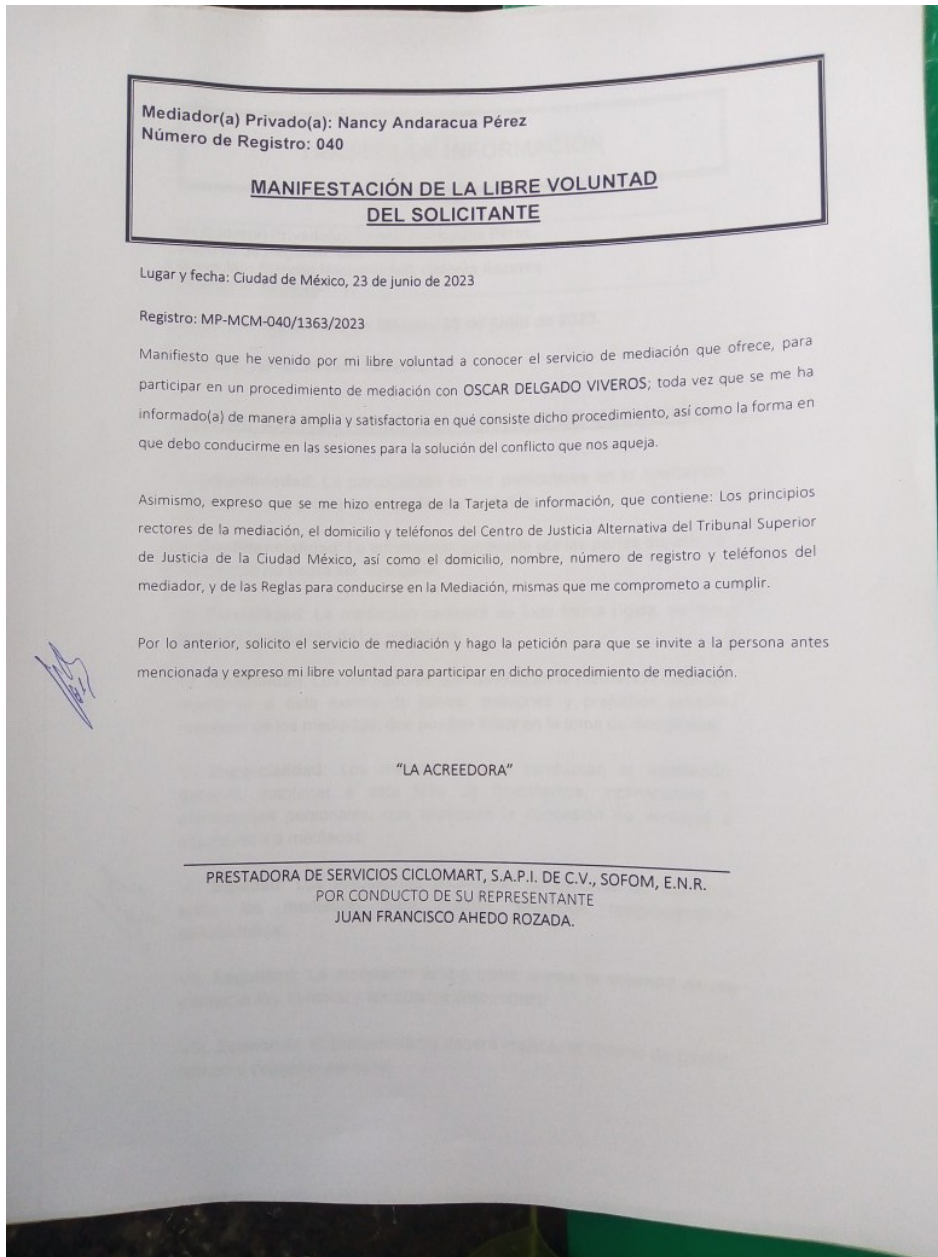 Mediador(a) Privado(a): Nancy Andaracua Pérez
Número de Registro: 040
MANIFESTACIÓN DE LA LIBRE VOLUNTAD
DEL SOLICITANTE
Lugar y fecha: Ciudad de México, 23 de junio de 2023
Registro: MP-MCM-040/1363/2023
Manifiesto que he venido por mi libre voluntad a conocer el servicio de mediación que ofrece, para
participar en un procedimiento de mediación con OSCAR DELGADO VIVEROS; toda vez que se me ha
informado(a) de manera amplia y satisfactoria en qué consiste dicho procedimiento, así como la forma en
que debo conducirme en las sesiones para la solución del conflicto que nos aqueja.
Asimismo, expreso que se me hizo entrega de la Tarjeta de información, que contiene: Los principios
rectores de la mediación, el domicilio y teléfonos del Centro de Justicia Alternativa del Tribunal Superior
de Justicia de la Ciudad México, así como el domicilio, nombre, número de registro y teléfonos del
mediador, y de las Reglas para conducirse en la Mediación, mismas que me comprometo a cumplir.
Por lo anterior, solicito el servicio de mediación y hago la petición para que se invite a la persona antes
mencionada y expreso mi libre voluntad para participar en dicho procedimiento de mediación.
“LA ACREEDORA”
PRESTADORA DE SERVICIOS CICLOMART, S.A.P.I. DE C.V., SOFOM, E.N.R.
POR CONDUCTO DE SU REPRESENTANTE
JUAN FRANCISCO AHEDO ROZADA.